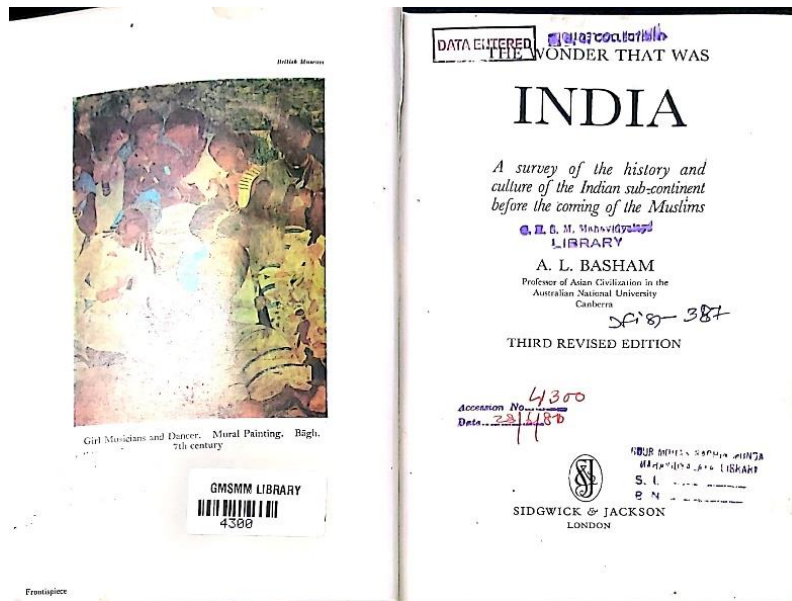 British Museum
Girl Musicians and Dancer. Mural Painting. Bāgh.
7th century
GMSMM LIBRARY
4300
Frontispiece
DATA ENTERED
THE WONDER THAT WAS
INDIA
A survey of the history and
culture of the Indian sub-continent
before the coming of the Muslims
LIBRARY
A. L. BASHAM
Professor of Asian Civilization in the
Australian National University
Canberra
387
THIRD REVISED EDITION
Accession No. 4300
Date
SIDGWICK & JACKSON
LONDON